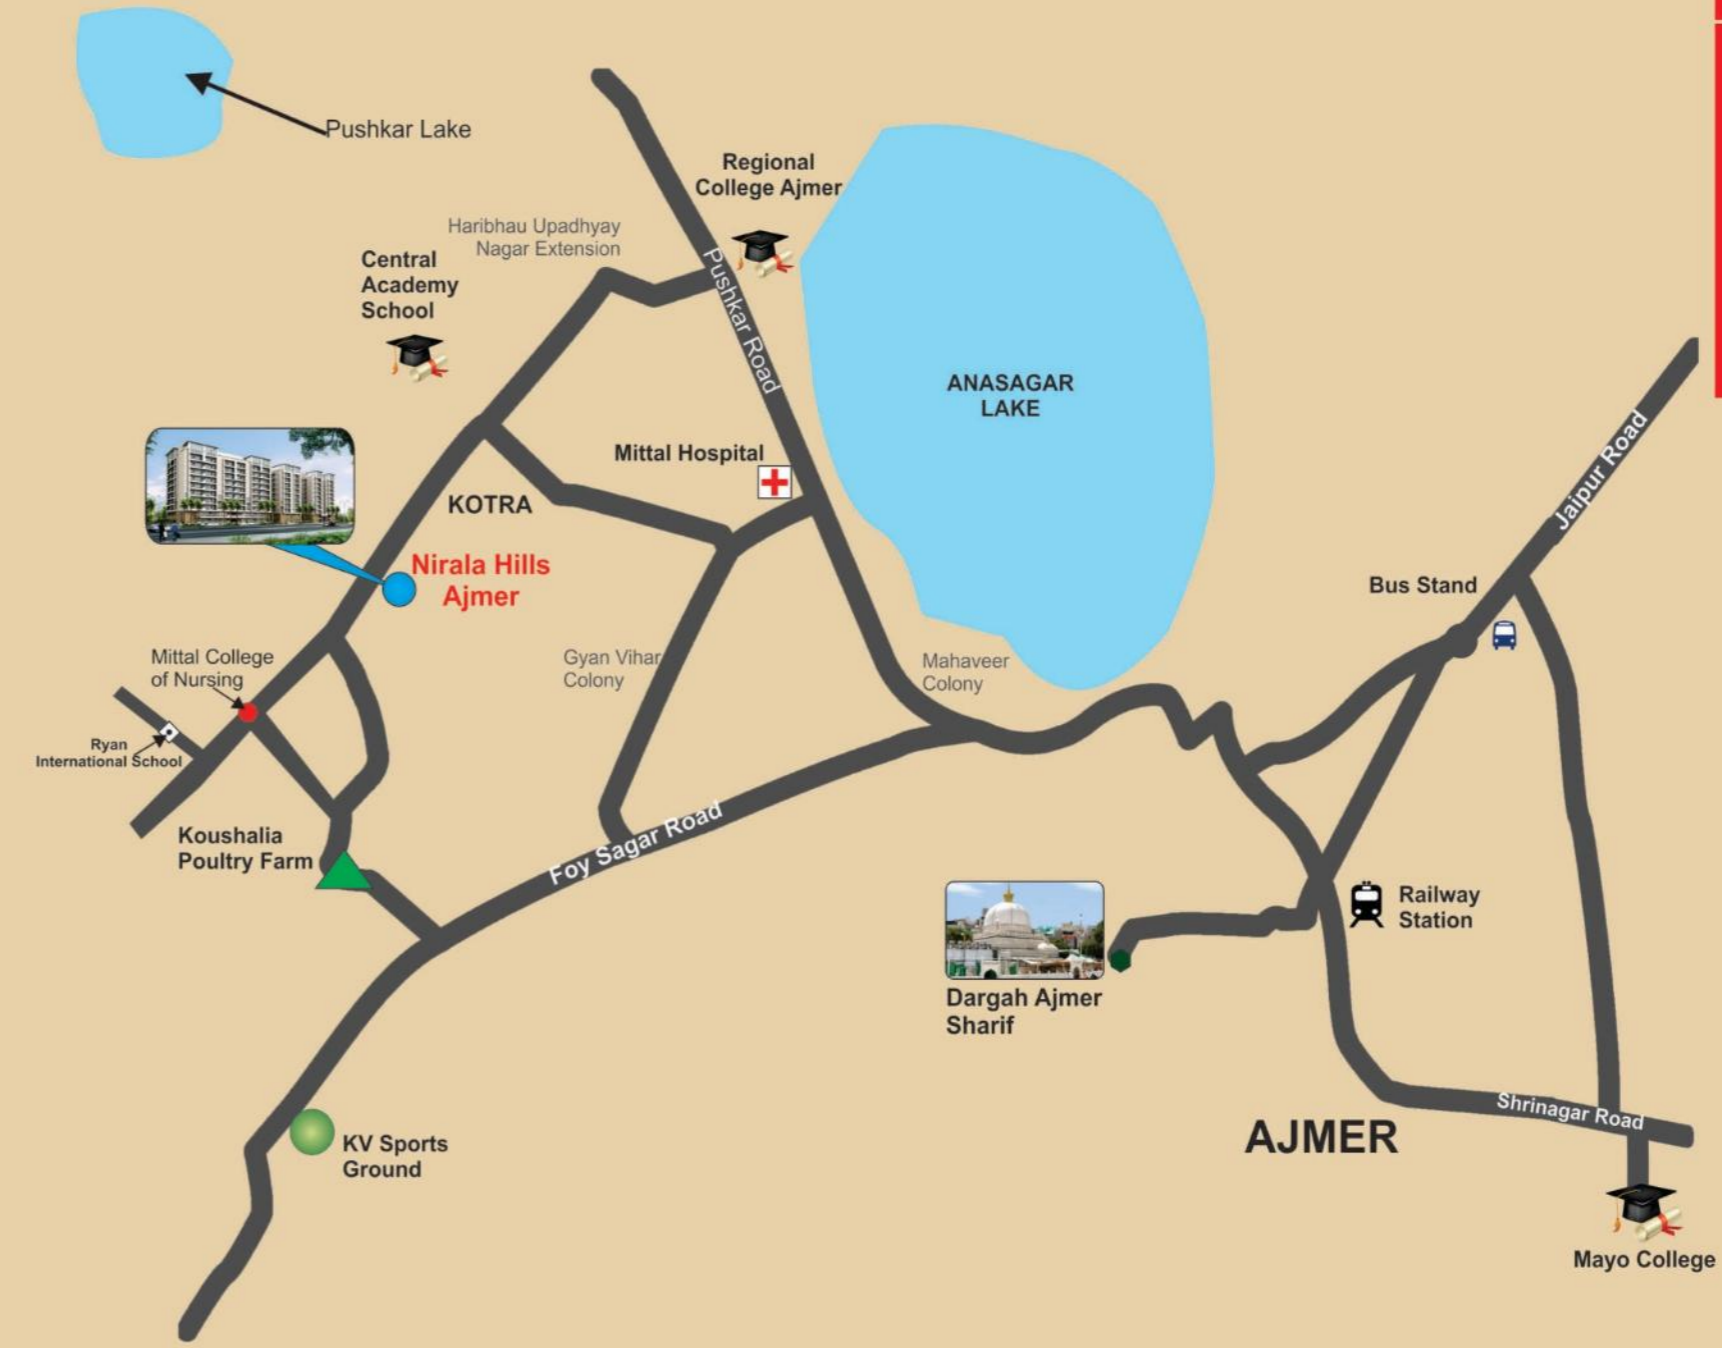 Pushkar Lake
Regional
College Ajmer
Haribhau Upadhyay
Nagar Extension
Central
Academy
School
Pushkar Road
ANASAGAR
LAKE
Jaipur Road
Mittal Hospital
KOTRA
Nirala Hills
Ajmer
Bus Stand
Mittal College
of Nursing
Gyan Vihar
Colony
Mahaveer
Colony
Ryan
International School
Koushalia
Poultry Farm
Foy Sagar Road
Railway
Station
Dargah Ajmer
Sharif
Shrinagar Road
AJMER
KV Sports
Ground
Mayo College